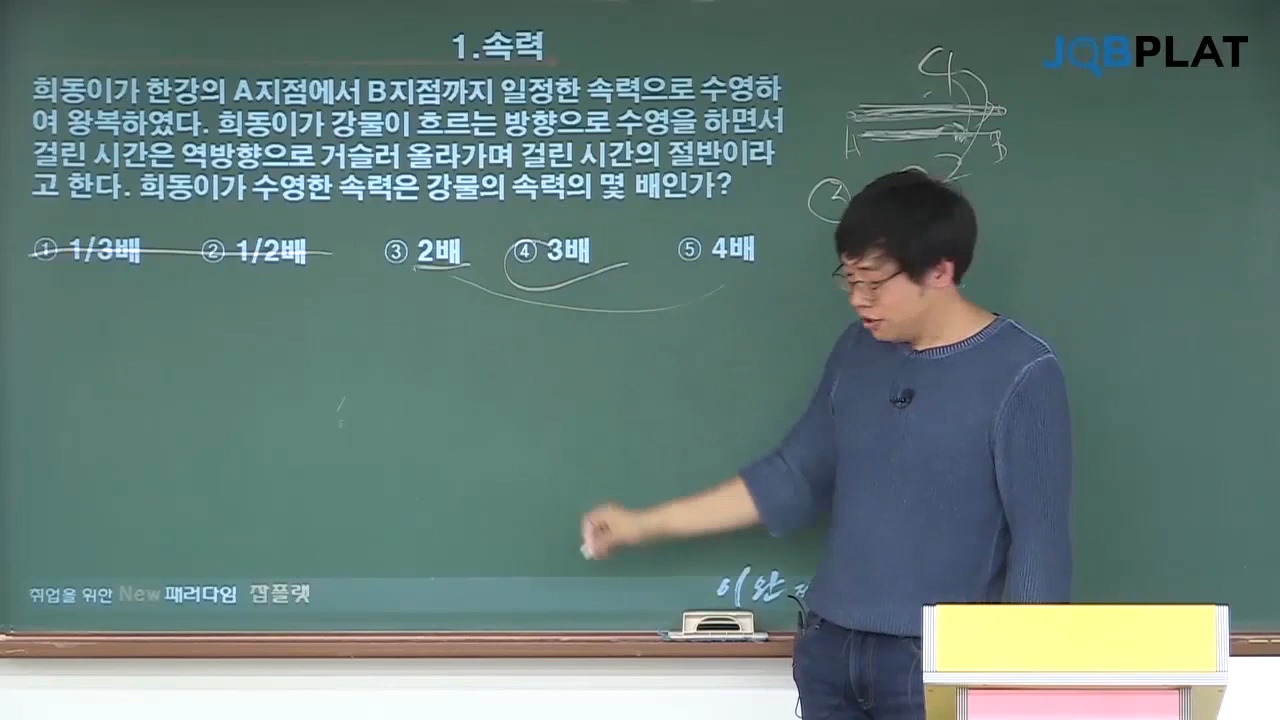 1.속력
JOBPLAT
희동이가 한강의 A지점에서 B지점까지 일정한 속력으로 수영하
여 왕복하였다. 희동이가 강물이 흐르는 방향으로 수영을 하면서
걸린 시간은 역방향으로 거슬러 올라가며 걸린 시간의 절반이라
고 한다. 희동이가 수영한 속력은 강물의 속력의 몇 배인가?
① 1/3배 ② 1/2배 ③ 2배 ④ 3배 ⑤ 4배
4
A B
2
3
취업을 위한 New 패러다임 잡플랫
이완